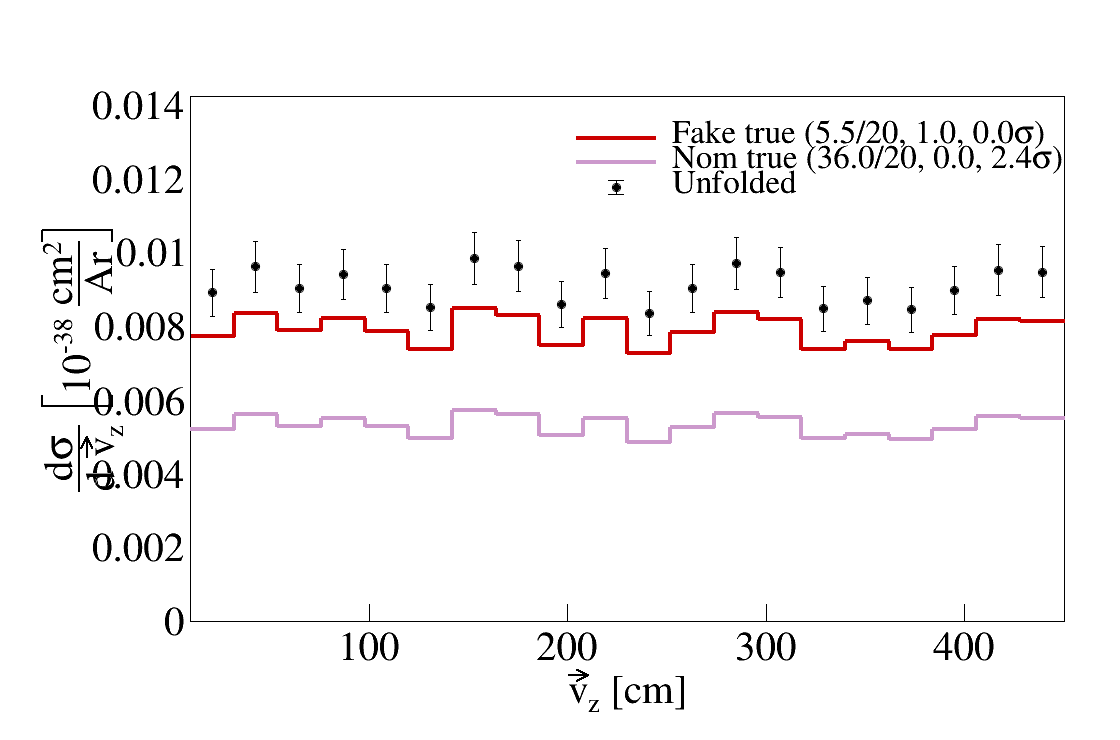 0.014
0.012
0.01
0.008
0.006
0.004
0.002
0
Fake true (5.5/20, 1.0, 0.0σ)
Nom true (36.0/20, 0.0, 2.4σ)
Unfolded
dσ/dv⃗z [10⁻³⁸ cm²/Ar]
100 200 300 400
v⃗z [cm]